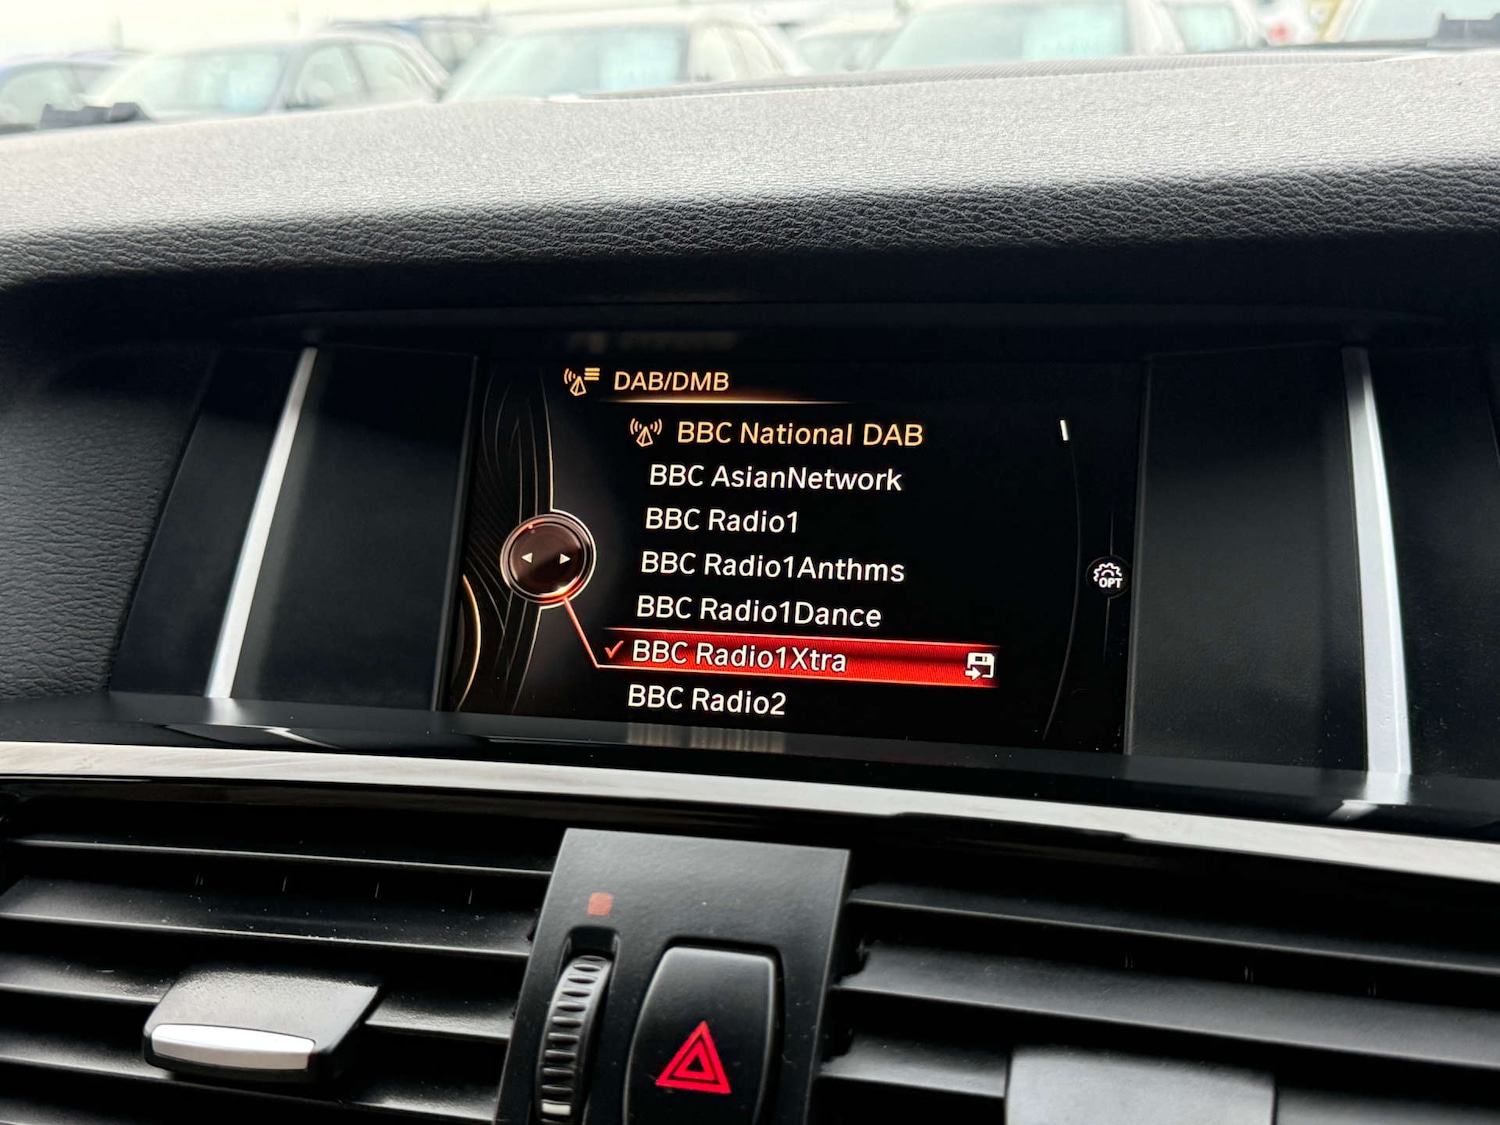 DAB/DMB
BBC National DAB
BBC AsianNetwork
BBC Radio1
BBC Radio1Anthms
BBC Radio1Dance
BBC Radio1Xtra
BBC Radio2
OPT